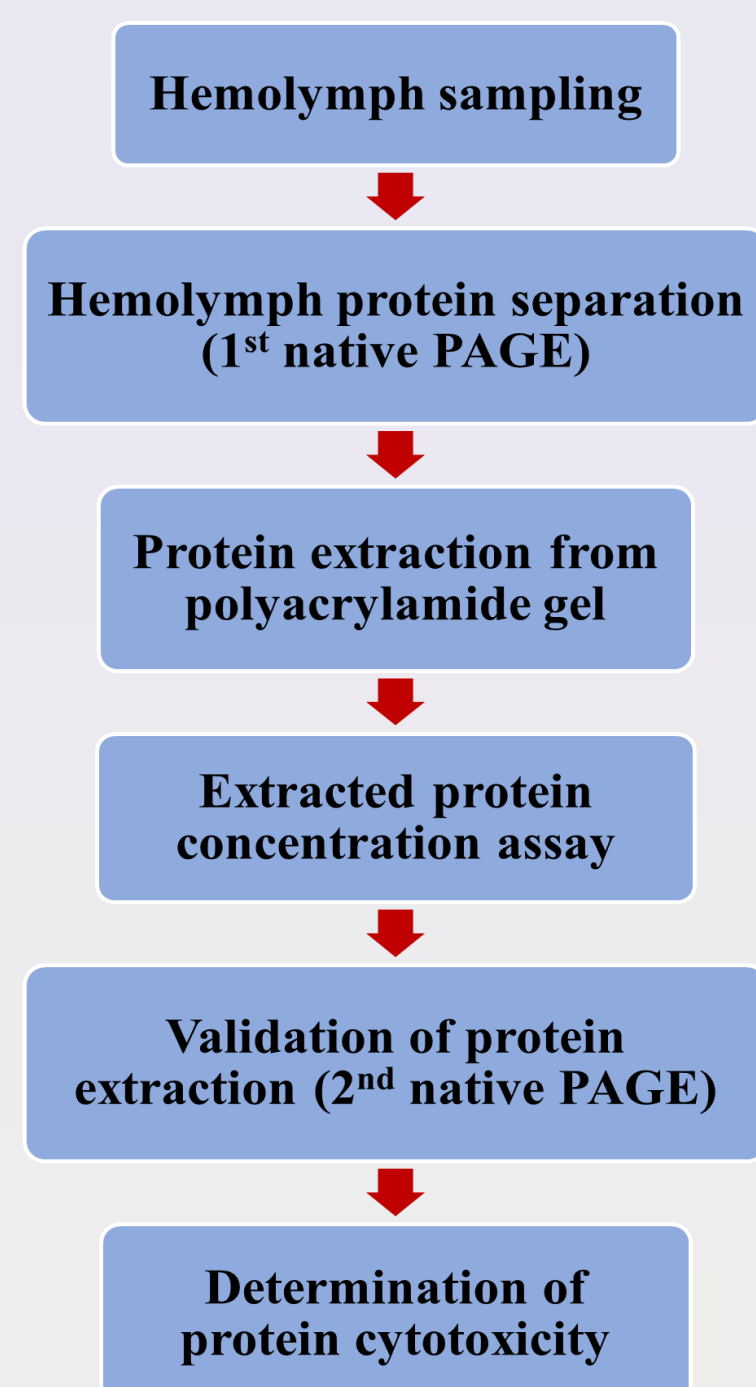 Hemolymph sampling
Hemolymph protein separation
(1st native PAGE)
Protein extraction from
polyacrylamide gel
Extracted protein
concentration assay
Validation of protein
extraction (2nd native PAGE)
Determination of
protein cytotoxicity